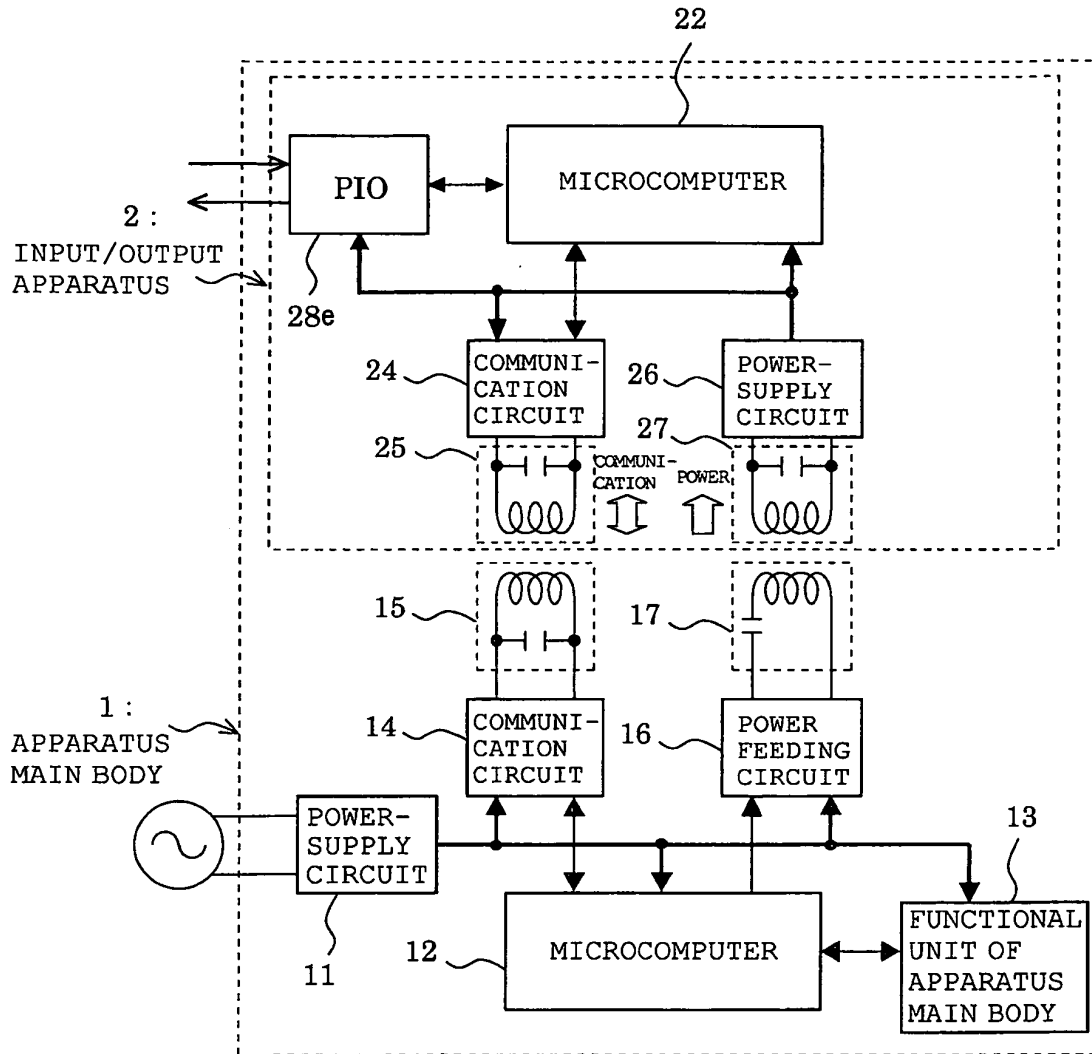 22
PIO
MICROCOMPUTER
2 :
INPUT/OUTPUT
APPARATUS
28e
24
COMMUNI-
CATION
CIRCUIT
26
POWER-
SUPPLY
CIRCUIT
25
COMMUNI-
CATION
POWER
27
15
17
1 :
APPARATUS
MAIN BODY
14
COMMUNI-
CATION
CIRCUIT
16
POWER
FEEDING
CIRCUIT
POWER-
SUPPLY
CIRCUIT
11
13
12
MICROCOMPUTER
FUNCTIONAL
UNIT OF
APPARATUS
MAIN BODY